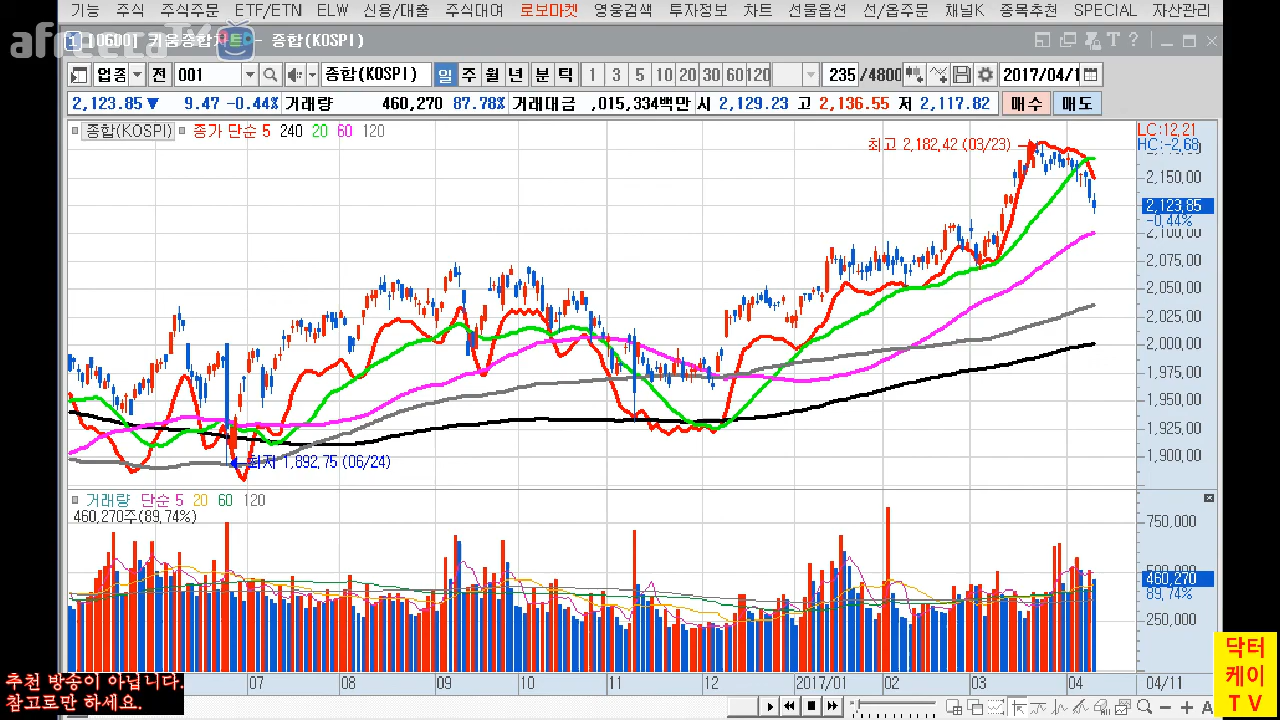 기능 주식 주식주문 ETF/ETN ELW 신용/대출 주식대여 로보마켓 영웅검색 투자정보 차트 선물옵션 선/옵주문 채널K 종목추천 SPECIAL 자산관리
afreecaTV
1 [0600] 키움종합차트 - 종합(KOSPI)
업종 전 001 종합(KOSPI) 일 주 월 년 분 틱 1 3 5 10 20 30 60 120 235 /4800 2017/04/1
2,123.85 ▼ 9.47 -0.44% 거래량 460,270 87.78% 거래대금 ,015,334백만 시 2,129.23 고 2,136.55 저 2,117.82 매수 매도
종합(KOSPI) 종가 단순 5 240 20 60 120
LC:12,21
HC:-2,68
최고 2,182,42 (03/23)
2,150,00
2,123,85
-0,44%
2,100,00
2,075,00
2,050,00
2,025,00
2,000,00
1,975,00
1,950,00
1,925,00
1,900,00
최저 1,892,75 (06/24)
거래량 단순 5 20 60 120
460,270주(89,74%)
750,000
460,270
89,74%
250,000
07 08 09 10 11 12 2017/01 02 03 04 04/11
추천 방송이 아닙니다.
참고로만 하세요.
닥터
케이
T V